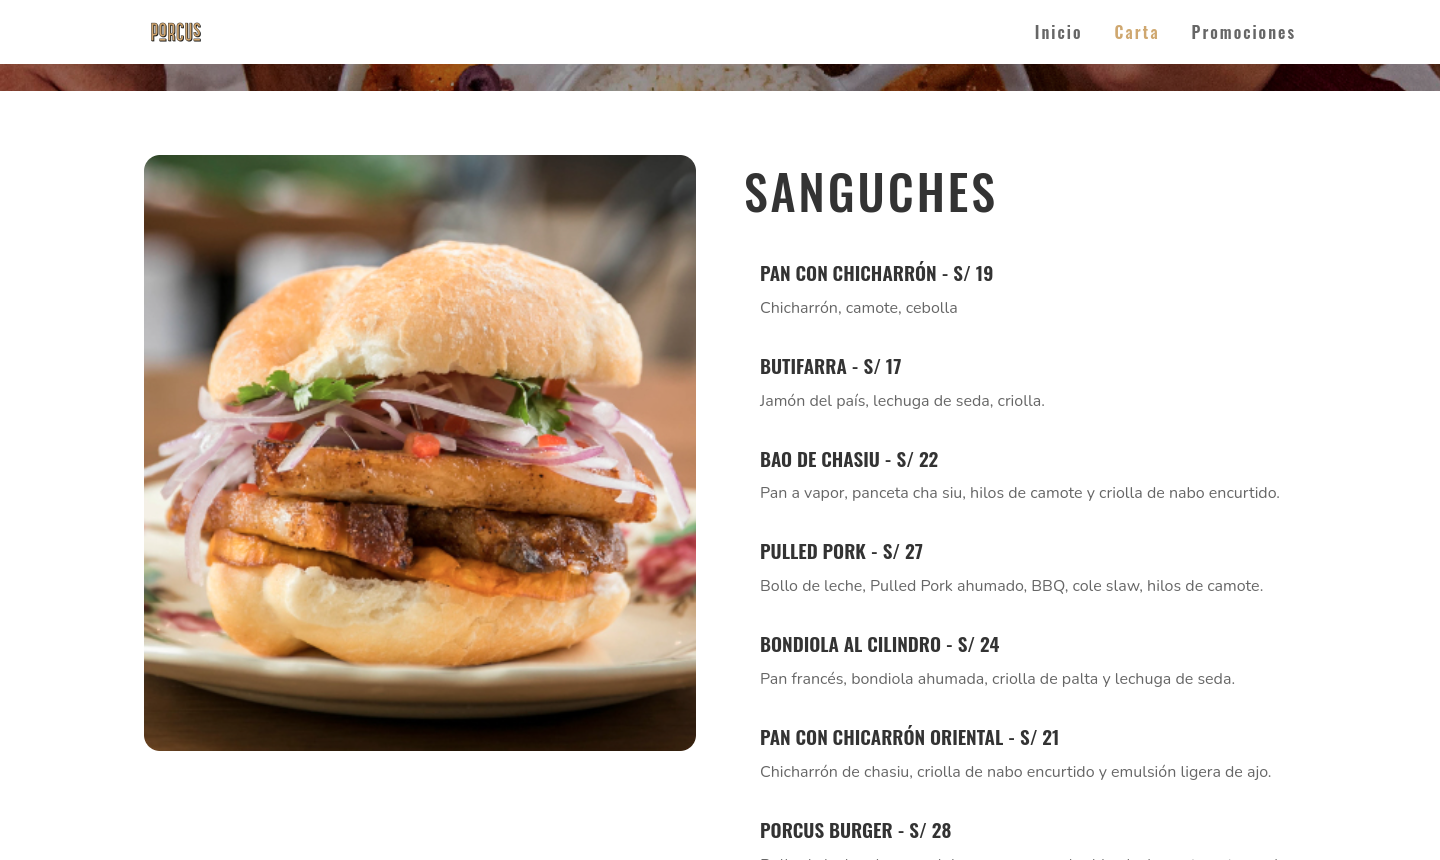 PORCUS
Inicio Carta Promociones
SANGUCHES
PAN CON CHICHARRÓN - S/ 19
Chicharrón, camote, cebolla
BUTIFARRA - S/ 17
Jamón del país, lechuga de seda, criolla.
BAO DE CHASIU - S/ 22
Pan a vapor, panceta cha siu, hilos de camote y criolla de nabo encurtido.
PULLED PORK - S/ 27
Bollo de leche, Pulled Pork ahumado, BBQ, cole slaw, hilos de camote.
BONDIOLA AL CILINDRO - S/ 24
Pan francés, bondiola ahumada, criolla de palta y lechuga de seda.
PAN CON CHICARRÓN ORIENTAL - S/ 21
Chicharrón de chasiu, criolla de nabo encurtido y emulsión ligera de ajo.
PORCUS BURGER - S/ 28